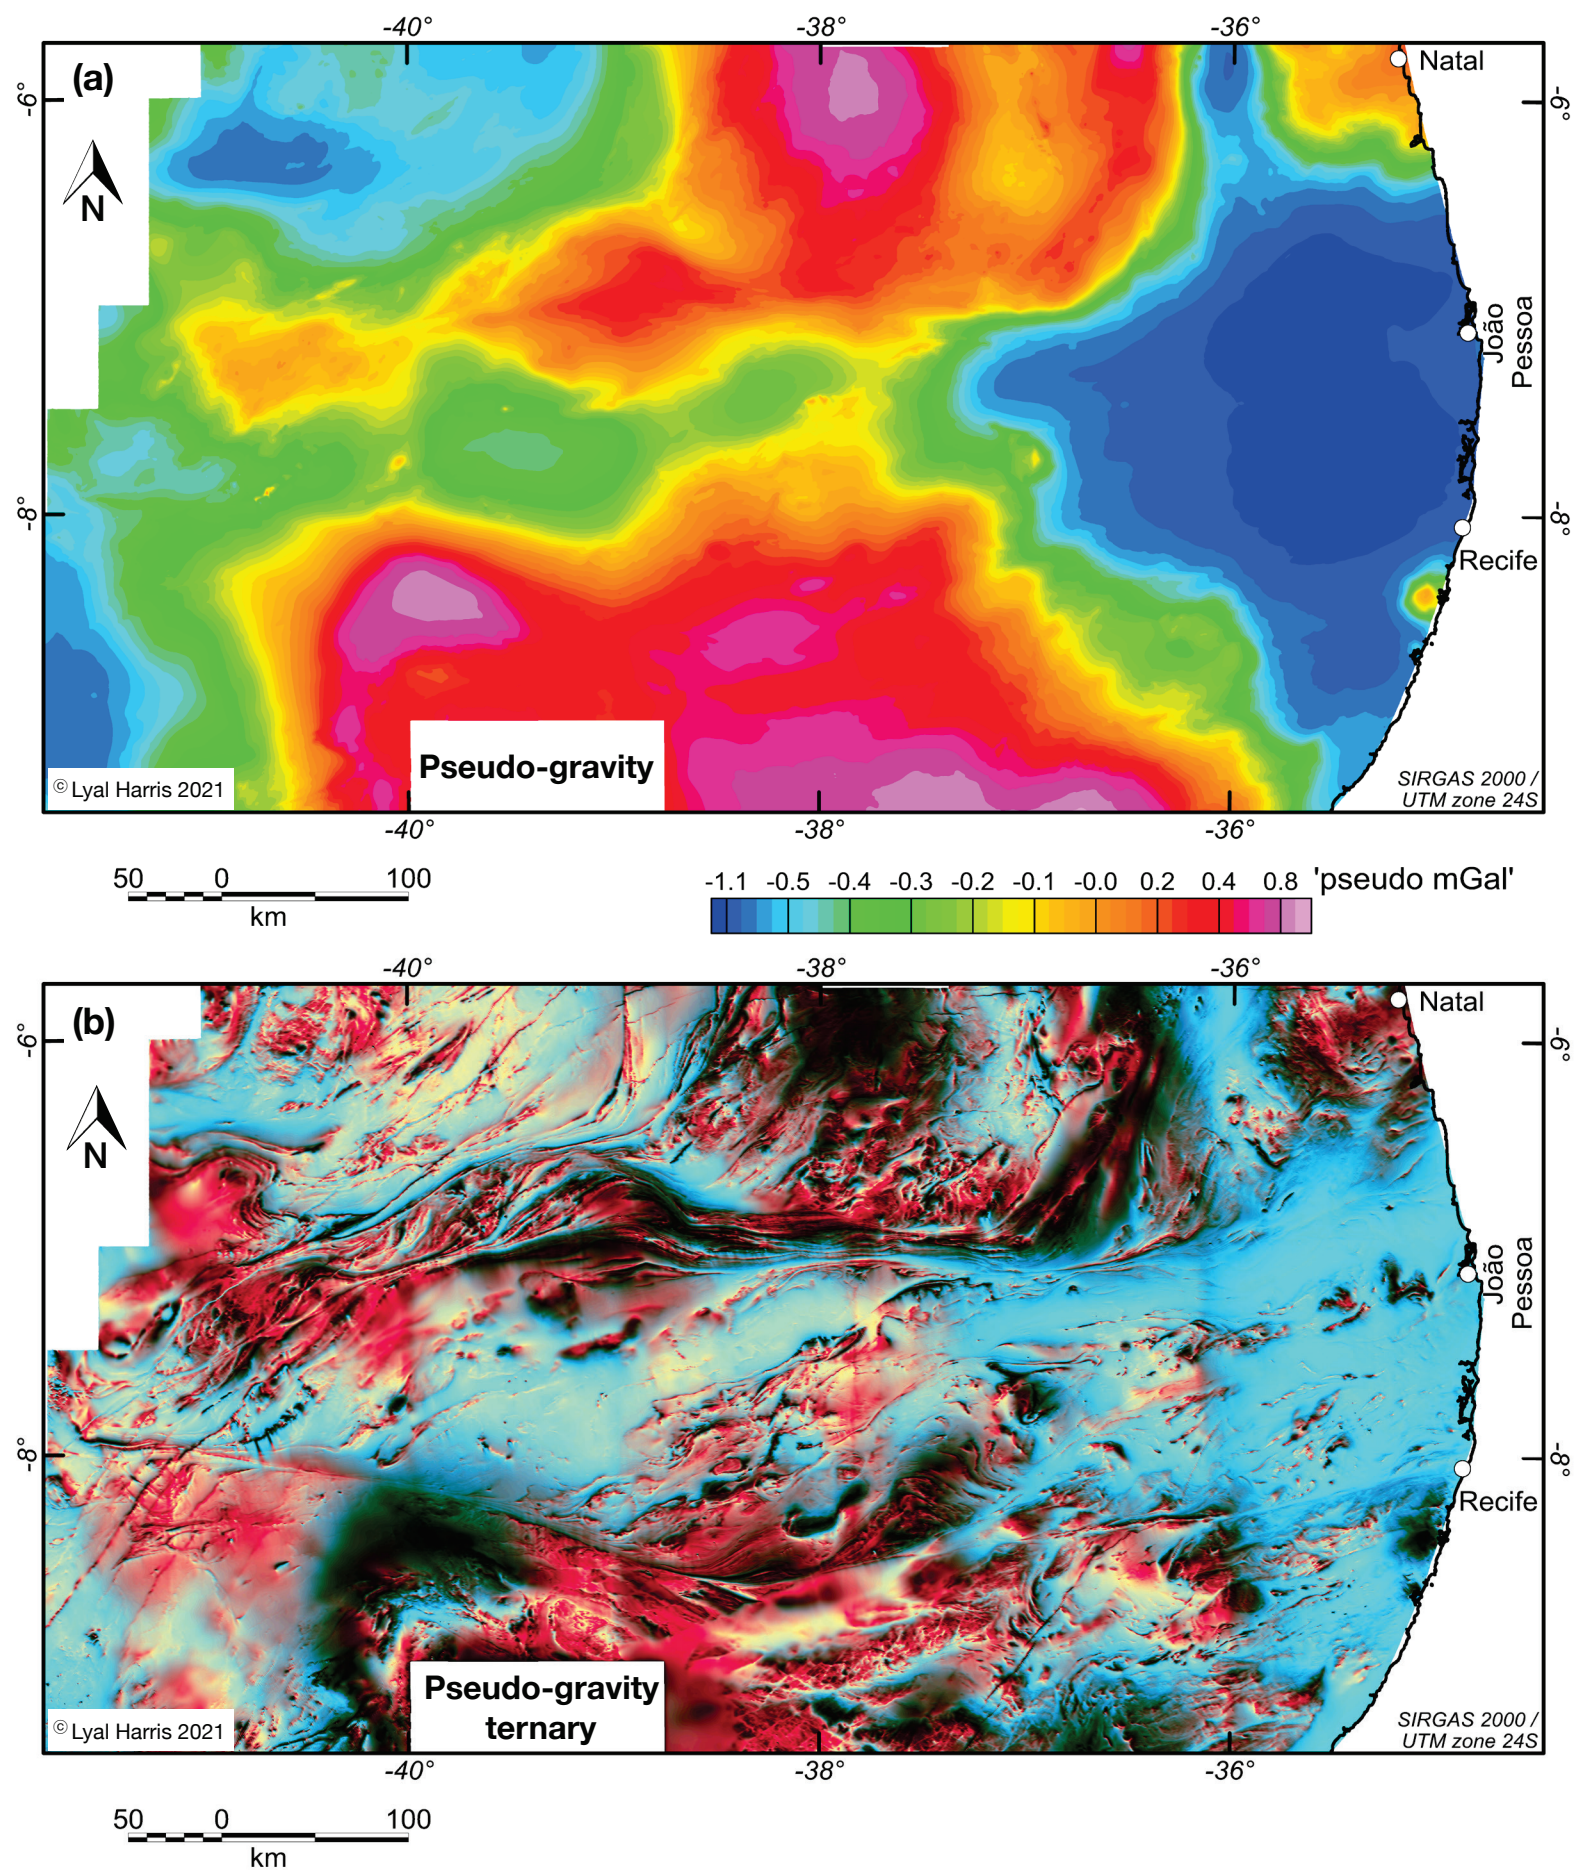 -40°
-38°
-36°
(a)
Natal
-6°
-6°
N
João
Pessoa
-8°
-8°
Recife
Pseudo-gravity
© Lyal Harris 2021
SIRGAS 2000 /
UTM zone 24S
-40°
-38°
-36°
50 0 100
km
-1.1 -0.5 -0.4 -0.3 -0.2 -0.1 -0.0 0.2 0.4 0.8 'pseudo mGal'
-40°
-38°
-36°
(b)
Natal
-6°
-6°
N
João
Pessoa
-8°
-8°
Recife
Pseudo-gravity
ternary
© Lyal Harris 2021
SIRGAS 2000 /
UTM zone 24S
-40°
-38°
-36°
50 0 100
km